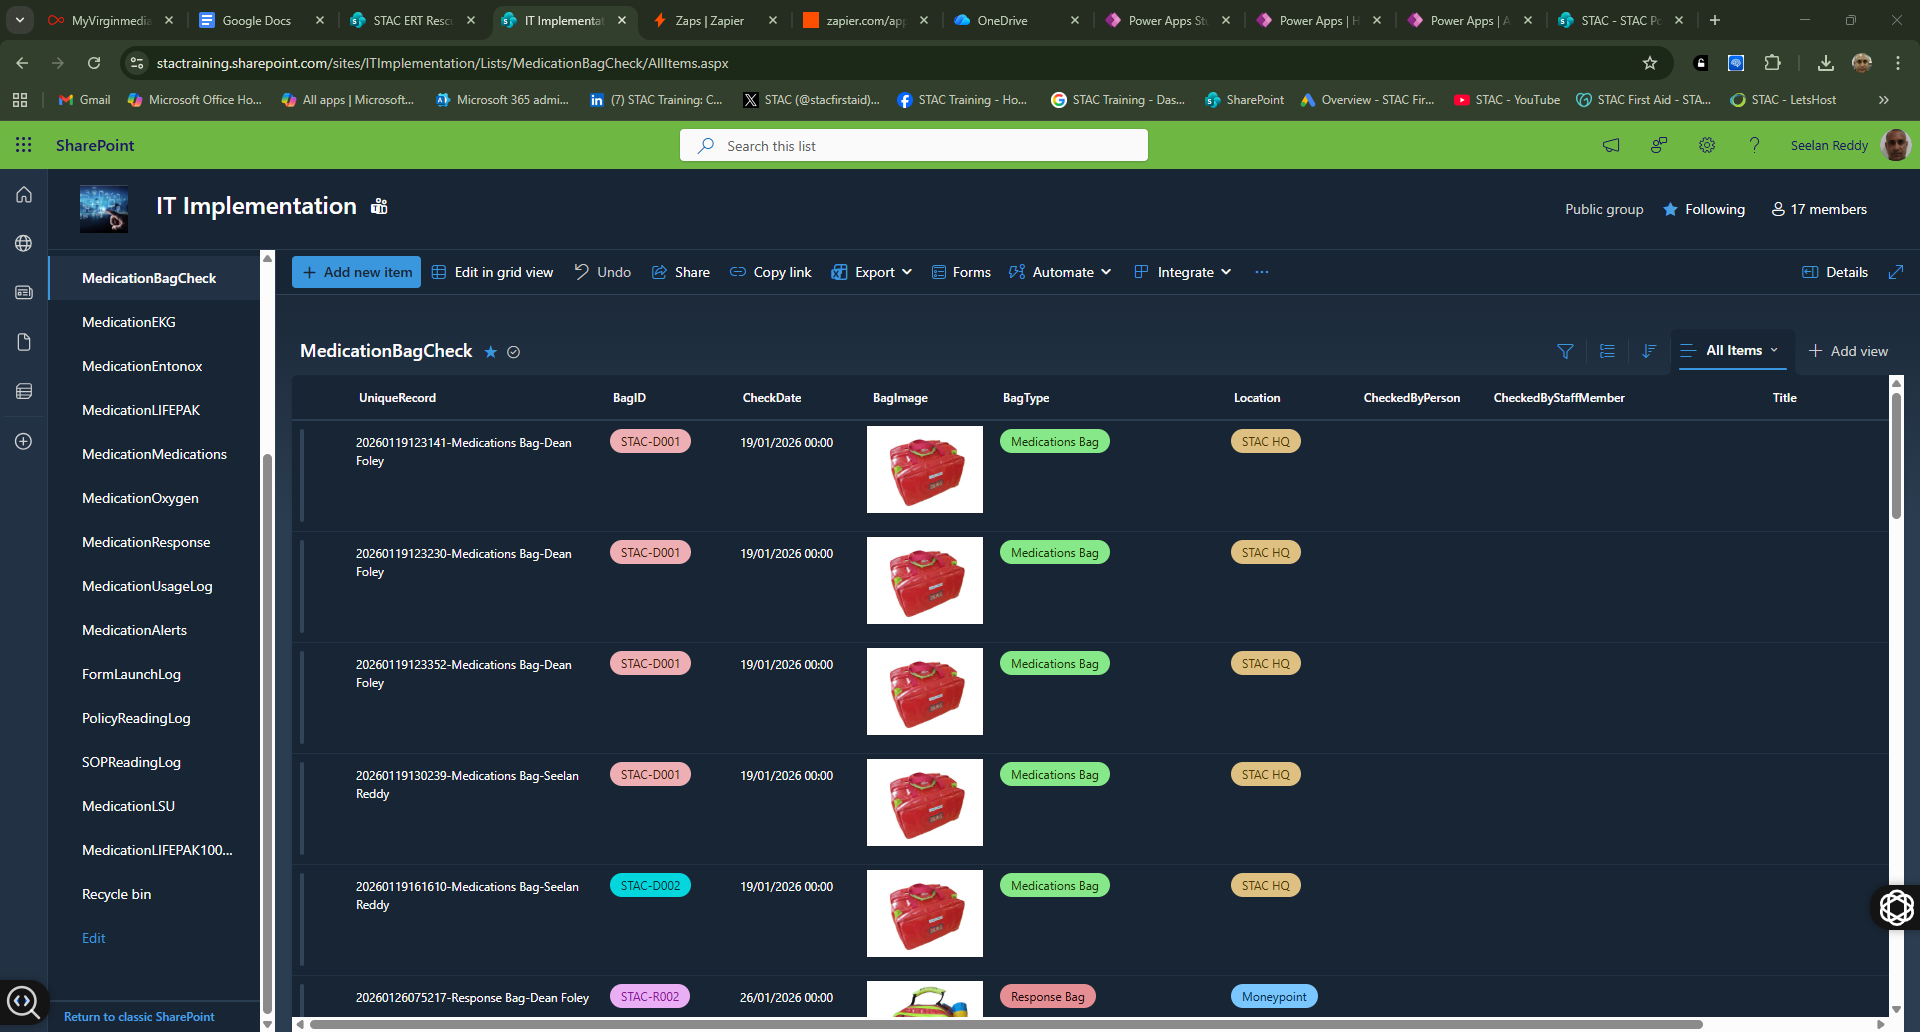 MyVirginmedia
Google Docs
STAC ERT Resc
IT Implementat
Zaps | Zapier
zapier.com/app
OneDrive
Power Apps Stu
Power Apps | H
Power Apps | A
STAC - STAC Po
stactraining.sharepoint.com/sites/ITImplementation/Lists/MedicationBagCheck/AllItems.aspx
Gmail
Microsoft Office Ho...
All apps | Microsoft...
Microsoft 365 admi...
(7) STAC Training: C...
STAC (@stacfirstaid)...
STAC Training - Ho...
STAC Training - Das...
SharePoint
Overview - STAC Fir...
STAC - YouTube
STAC First Aid - STA...
STAC - LetsHost
SharePoint
Search this list
Seelan Reddy
IT Implementation
Public group
Following
17 members
MedicationBagCheck
MedicationEKG
MedicationEntonox
MedicationLIFEPAK
MedicationMedications
MedicationOxygen
MedicationResponse
MedicationUsageLog
MedicationAlerts
FormLaunchLog
PolicyReadingLog
SOPReadingLog
MedicationLSU
MedicationLIFEPAK100...
Recycle bin
Edit
Return to classic SharePoint
Add new item
Edit in grid view
Undo
Share
Copy link
Export
Forms
Automate
Integrate
Details
MedicationBagCheck
All Items
Add view
UniqueRecord BagID CheckDate BagImage BagType Location CheckedByPerson CheckedByStaffMember Title
20260119123141-Medications Bag-Dean
Foley
STAC-D001
19/01/2026 00:00
Medications Bag
STAC HQ
20260119123230-Medications Bag-Dean
Foley
STAC-D001
19/01/2026 00:00
Medications Bag
STAC HQ
20260119123352-Medications Bag-Dean
Foley
STAC-D001
19/01/2026 00:00
Medications Bag
STAC HQ
20260119130239-Medications Bag-Seelan
Reddy
STAC-D001
19/01/2026 00:00
Medications Bag
STAC HQ
20260119161610-Medications Bag-Seelan
Reddy
STAC-D002
19/01/2026 00:00
Medications Bag
STAC HQ
20260126075217-Response Bag-Dean Foley
STAC-R002
26/01/2026 00:00
Response Bag
Moneypoint